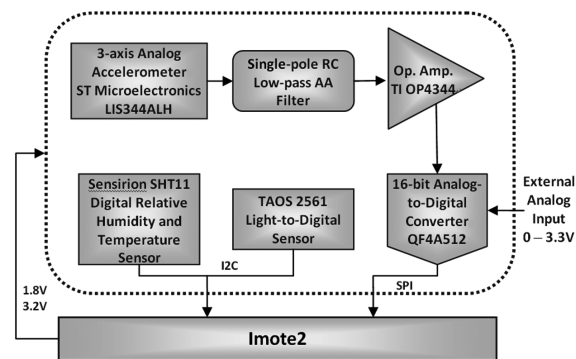 3-axis Analog
Accelerometer
ST Microelectronics
LIS344ALH
Single-pole RC
Low-pass AA
Filter
Op. Amp.
TI OP4344
Sensirion SHT11
Digital Relative
Humidity and
Temperature
Sensor
TAOS 2561
Light-to-Digital
Sensor
16-bit Analog-
to-Digital
Converter
QF4A512
External
Analog
Input
0 – 3.3V
I2C
SPI
1.8V
3.2V
Imote2